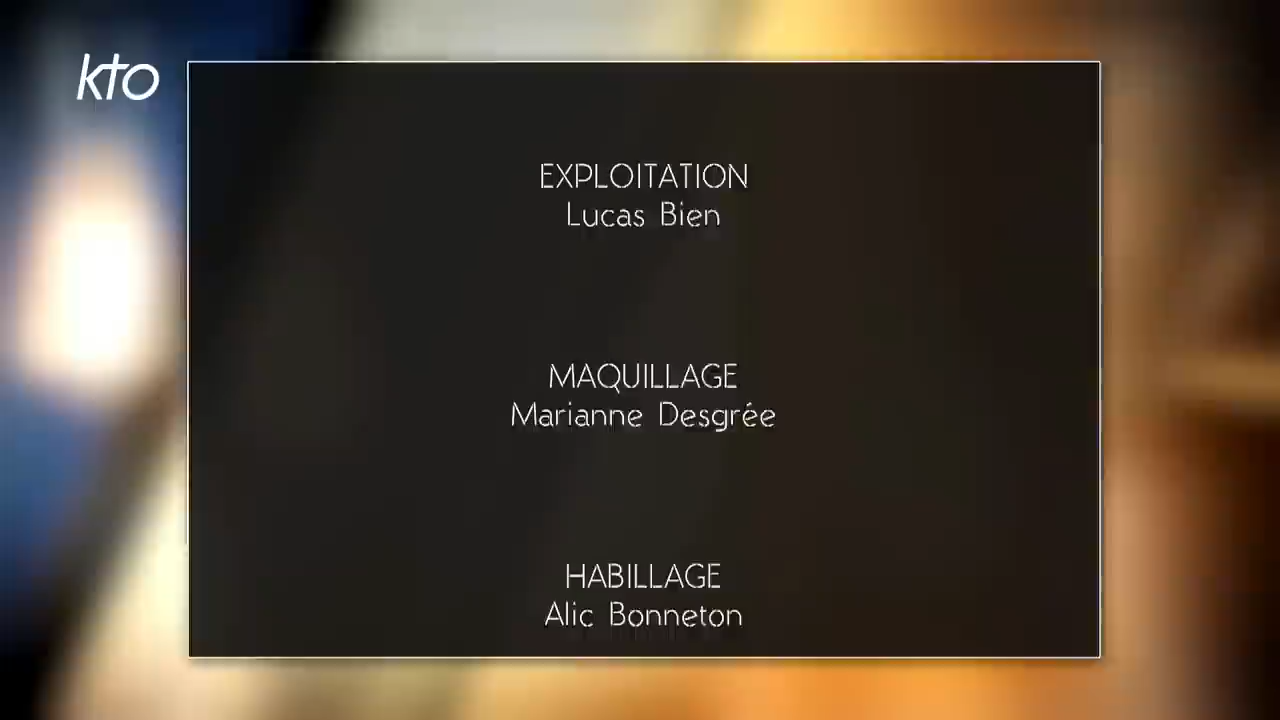 kto
EXPLOITATION
Lucas Bien
MAQUILLAGE
Marianne Desgrée
HABILLAGE
Alic Bonneton